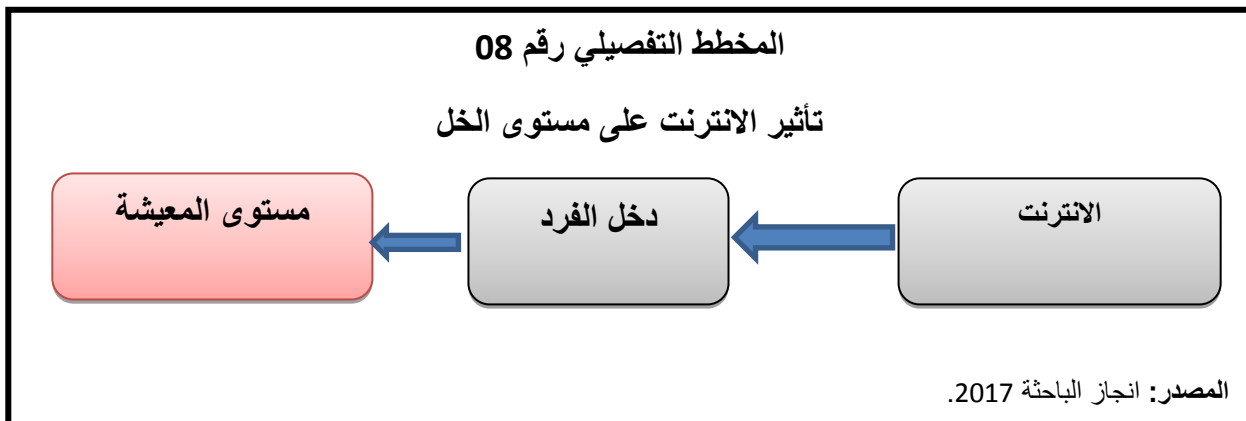 المخطط التفصيلي رقم 08
تأثير الانترنت على مستوى الخل
الانترنت
دخل الفرد
مستوى المعيشة
المصدر: انجاز الباحثة 2017.